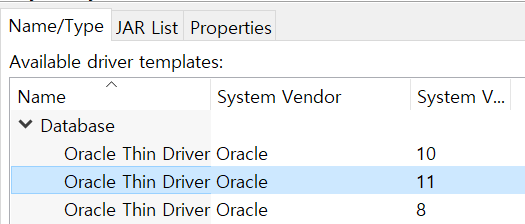 Name/Type JAR List Properties
Available driver templates:
Name System Vendor System V...
Database
Oracle Thin Driver Oracle 10
Oracle Thin Driver Oracle 11
Oracle Thin Driver Oracle 8